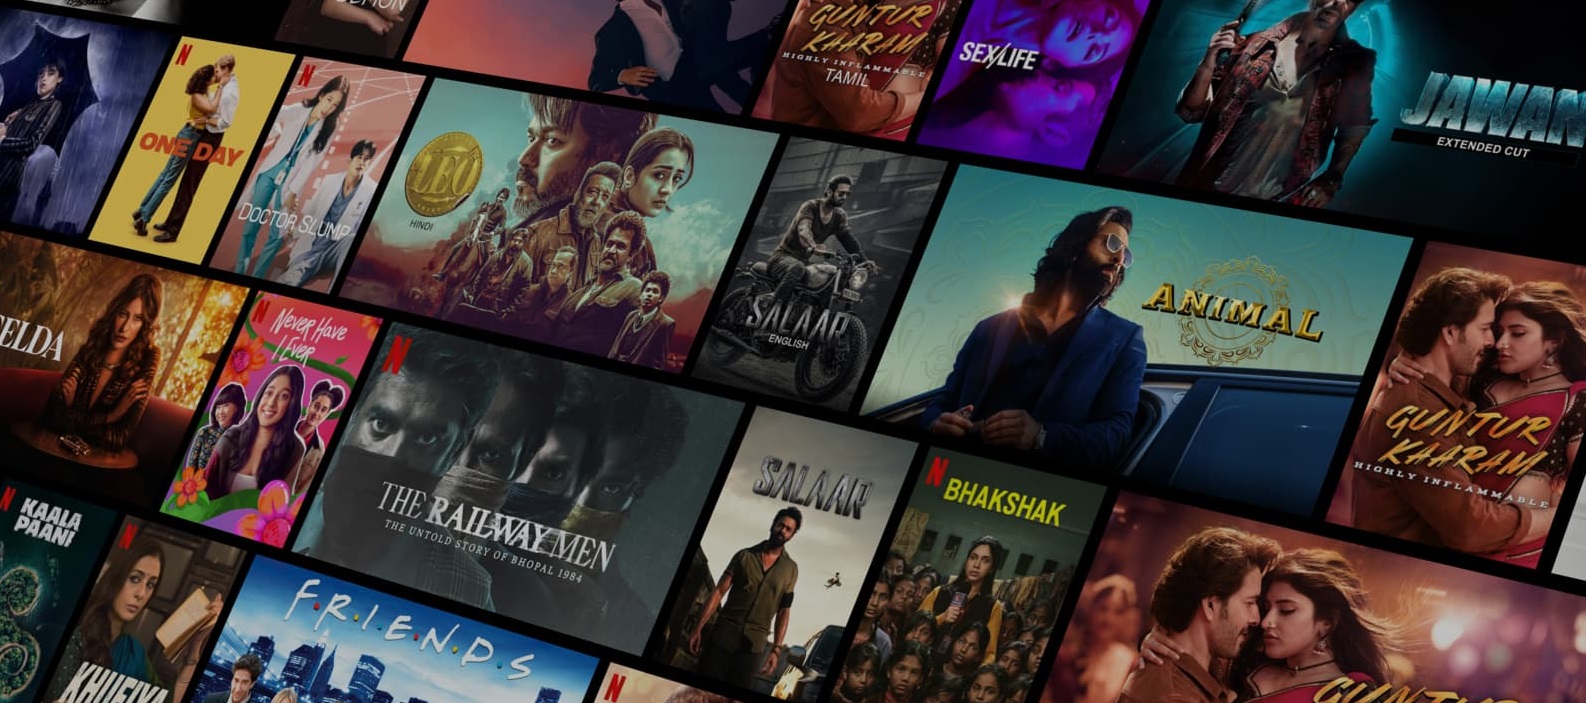 DEMON
GUNTUR
KAARAM
HIGHLY INFLAMMABLE
TAMIL
SEX/LIFE
JAWAN
EXTENDED CUT
N
ONE DAY
N
DOCTOR SLUMP
LEO
HINDI
SALAAR
ENGLISH
ANIMAL
GUNTUR
KAARAM
HIGHLY INFLAMMABLE
N
Never Have
I Ever
N
THE RAILWAY MEN
THE UNTOLD STORY OF BHOPAL 1984
SALAAR
N
BHAKSHAK
N
KAALA
PAANI
N
KHUFIYA
F.R.I.E.N.D.S
N
GUNTUR